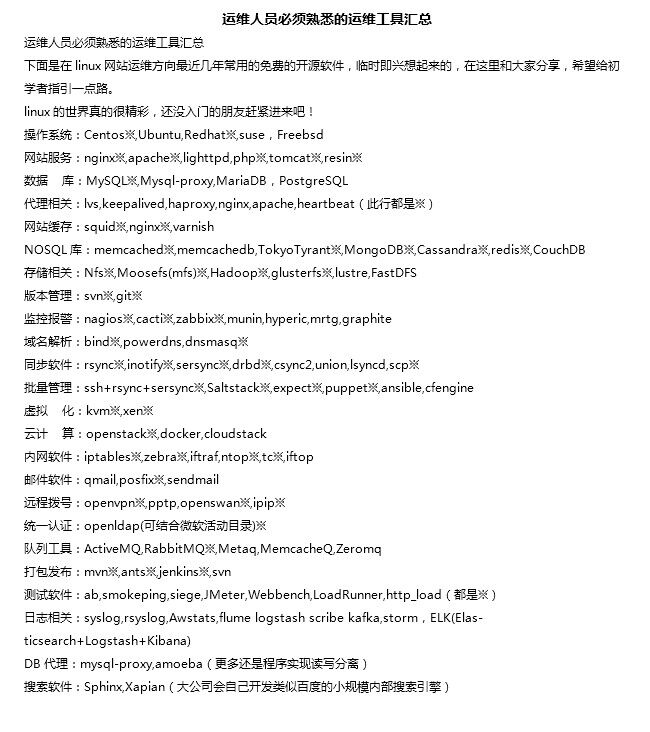 运维人员必须熟悉的运维工具汇总
运维人员必须熟悉的运维工具汇总
下面是在 linux 网站运维方向最近几年常用的免费的开源软件，临时即兴想起来的，在这里和大家分享，希望给初
学者指引一点路。
linux 的世界真的很精彩，还没入门的朋友赶紧进来吧！
操作系统：Centos※,Ubuntu,Redhat※,suse，Freebsd
网站服务：nginx※,apache※,lighttpd,php※,tomcat※,resin※
数据 库：MySQL※,Mysql-proxy,MariaDB，PostgreSQL
代理相关：lvs,keepalived,haproxy,nginx,apache,heartbeat（此行都是※）
网站缓存：squid※,nginx※,varnish
NOSQL 库：memcached※,memcachedb,TokyoTyrant※,MongoDB※,Cassandra※,redis※,CouchDB
存储相关：Nfs※,Moosefs(mfs)※,Hadoop※,glusterfs※,lustre,FastDFS
版本管理：svn※,git※
监控报警：nagios※,cacti※,zabbix※,munin,hyperic,mrtg,graphite
域名解析：bind※,powerdns,dnsmasq※
同步软件：rsync※,inotify※,sersync※,drbd※,csync2,union,lsyncd,scp※
批量管理：ssh+rsync+sersync※,Saltstack※,expect※,puppet※,ansible,cfengine
虚拟 化：kvm※,xen※
云计 算：openstack※,docker,cloudstack
内网软件：iptables※,zebra※,iftraf,ntop※,tc※,iftop
邮件软件：qmail,posfix※,sendmail
远程拨号：openvpn※,pptp,openswan※,ipip※
统一认证：openldap(可结合微软活动目录)※
队列工具：ActiveMQ,RabbitMQ※,Metaq,MemcacheQ,Zeromq
打包发布：mvn※,ants※,jenkins※,svn
测试软件：ab,smokeping,siege,JMeter,Webbench,LoadRunner,http_load（都是※）
日志相关：syslog,rsyslog,Awstats,flume logstash scribe kafka,storm，ELK(Elas-
ticsearch+Logstash+Kibana)
DB 代理：mysql-proxy,amoeba（更多还是程序实现读写分离）
搜索软件：Sphinx,Xapian（大公司会自己开发类似百度的小规模内部搜索引擎）